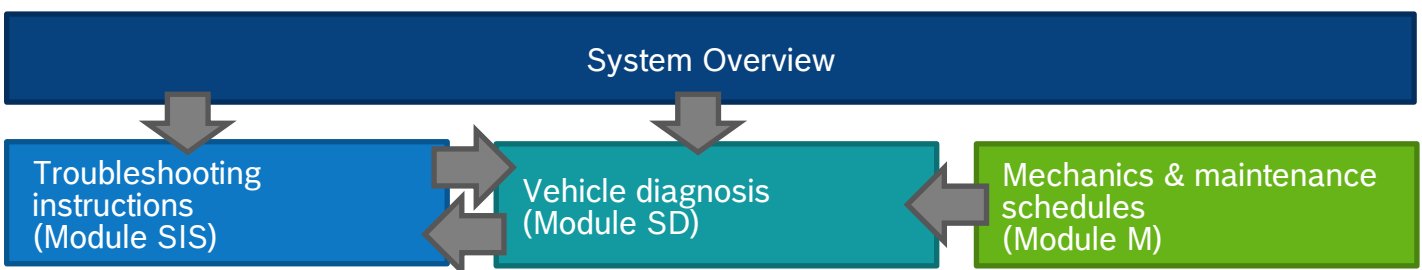 System Overview
Troubleshooting
instructions
(Module SIS)
Vehicle diagnosis
(Module SD)
Mechanics & maintenance
schedules
(Module M)